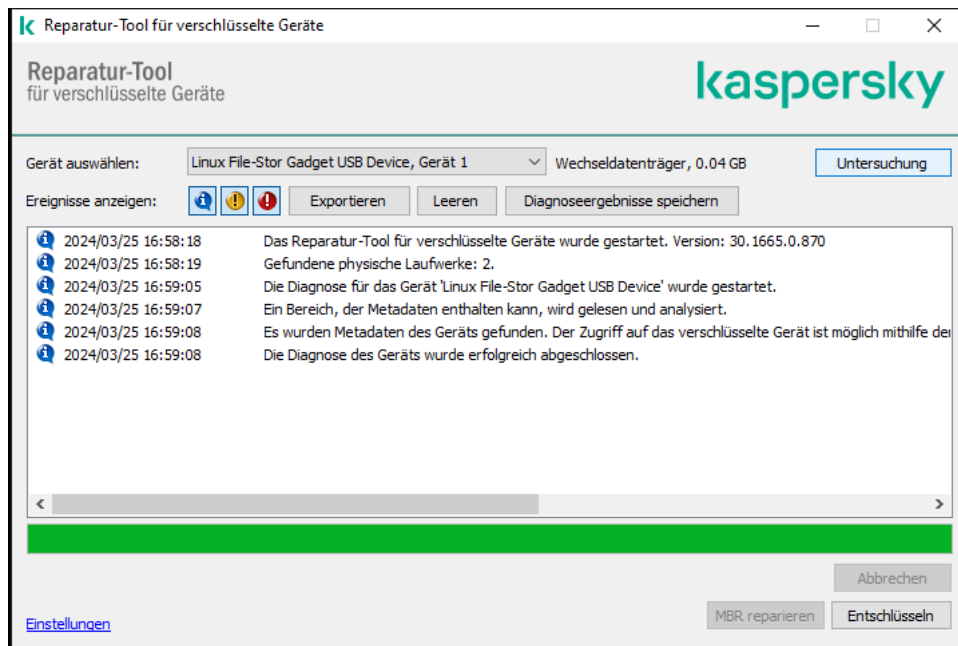 Reparatur-Tool für verschlüsselte Geräte
Reparatur-Tool
für verschlüsselte Geräte
kaspersky
Gerät auswählen: Linux File-Stor Gadget USB Device, Gerät 1 Wechseldatenträger, 0.04 GB Untersuchung
Ereignisse anzeigen: Exportieren Leeren Diagnoseergebnisse speichern
2024/03/25 16:58:18 Das Reparatur-Tool für verschlüsselte Geräte wurde gestartet. Version: 30.1665.0.870
2024/03/25 16:58:19 Gefundene physische Laufwerke: 2.
2024/03/25 16:59:05 Die Diagnose für das Gerät 'Linux File-Stor Gadget USB Device' wurde gestartet.
2024/03/25 16:59:07 Ein Bereich, der Metadaten enthalten kann, wird gelesen und analysiert.
2024/03/25 16:59:08 Es wurden Metadaten des Geräts gefunden. Der Zugriff auf das verschlüsselte Gerät ist möglich mithilfe
2024/03/25 16:59:08 Die Diagnose des Geräts wurde erfolgreich abgeschlossen.
Abbrechen
Einstellungen MBR reparieren Entschlüsseln